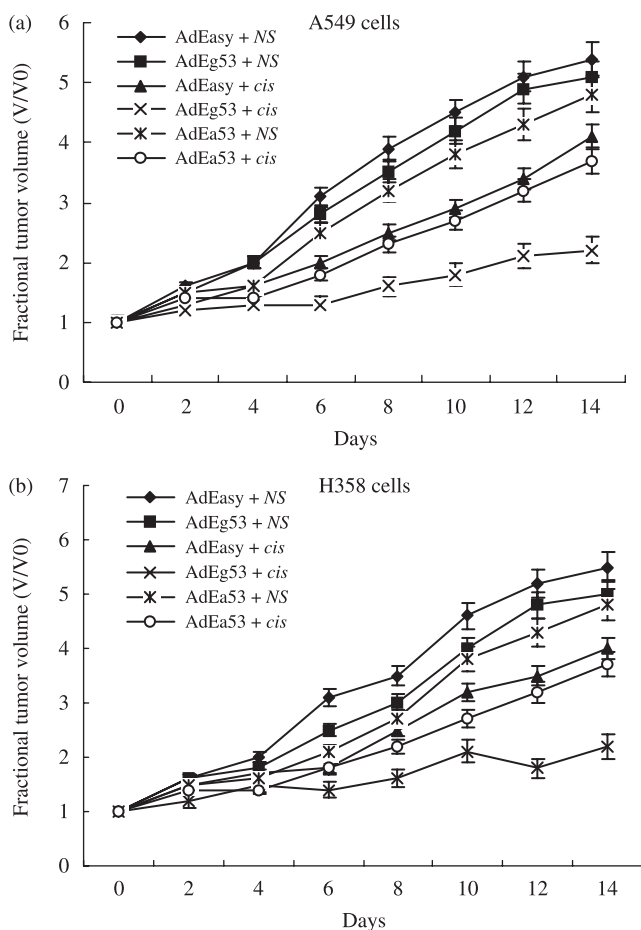 (a)
A549 cells
AdEasy + NS
AdEg53 + NS
AdEasy + cis
AdEg53 + cis
AdEa53 + NS
AdEa53 + cis
Fractional tumor volume (V/V0)
6
5
4
3
2
1
0
0 2 4 6 8 10 12 14
Days
(b)
H358 cells
AdEasy + NS
AdEg53 + NS
AdEasy + cis
AdEg53 + cis
AdEa53 + NS
AdEa53 + cis
Fractional tumor volume (V/V0)
7
6
5
4
3
2
1
0
0 2 4 6 8 10 12 14
Days